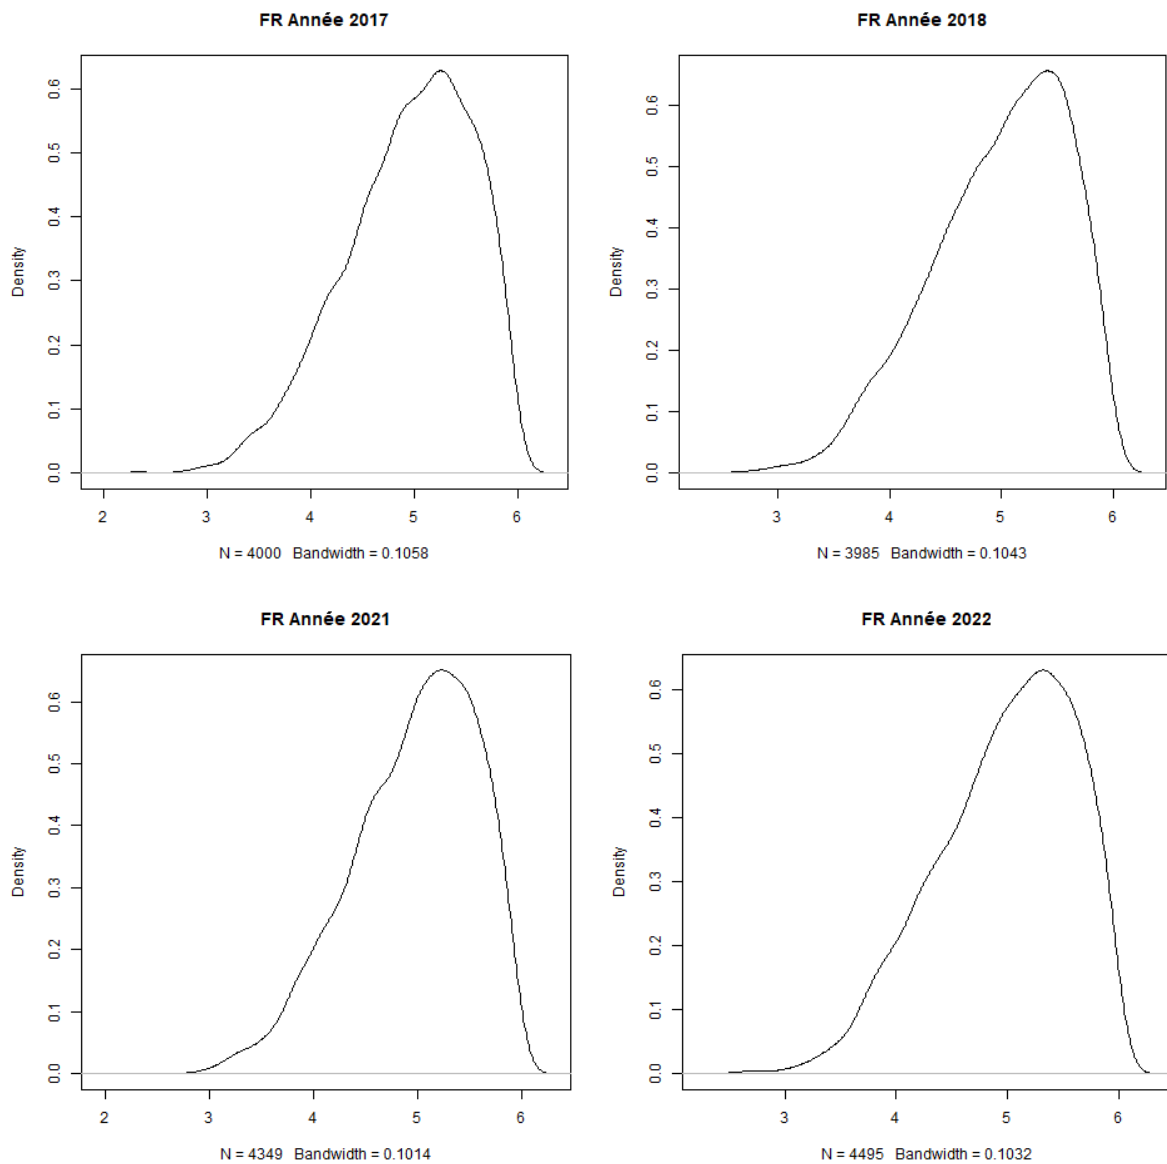 FR Année 2017
Density
0.0 0.1 0.2 0.3 0.4 0.5 0.6
2 3 4 5 6
N = 4000 Bandwidth = 0.1058
FR Année 2018
Density
0.0 0.1 0.2 0.3 0.4 0.5 0.6
3 4 5 6
N = 3985 Bandwidth = 0.1043
FR Année 2021
Density
0.0 0.1 0.2 0.3 0.4 0.5 0.6
2 3 4 5 6
N = 4349 Bandwidth = 0.1014
FR Année 2022
Density
0.0 0.1 0.2 0.3 0.4 0.5 0.6
3 4 5 6
N = 4495 Bandwidth = 0.1032